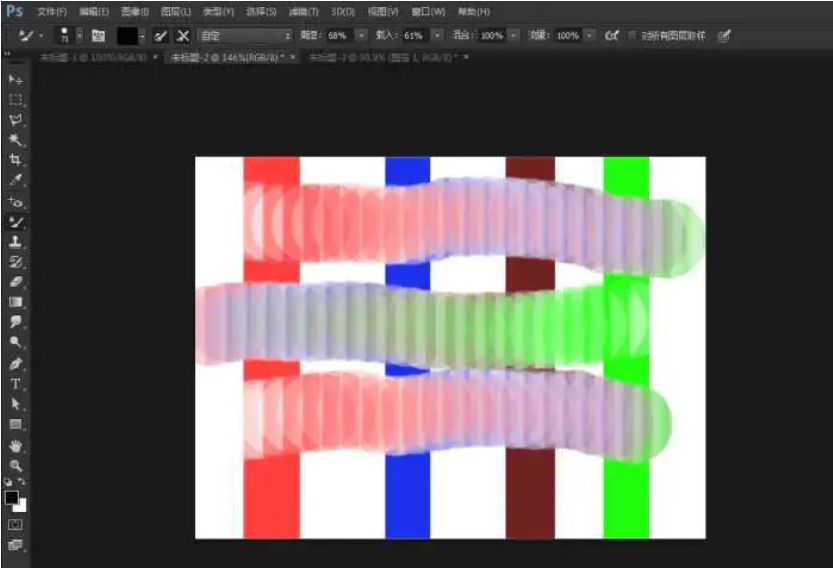 Ps 文件(F) 编辑(E) 图像(I) 图层(L) 类型(Y) 选择(S) 滤镜(T) 3D(D) 视图(V) 窗口(W) 帮助(H)
71 自定 潮湿: 68% 载入: 61% 混合: 100% 流量: 100% 对所有图层取样
未标题-1 @ 100%(RGB/8) × 未标题-2 @ 146%(RGB/8) * × 未标题-3 @ 90.9% (图层 1, RGB/8) * ×
T